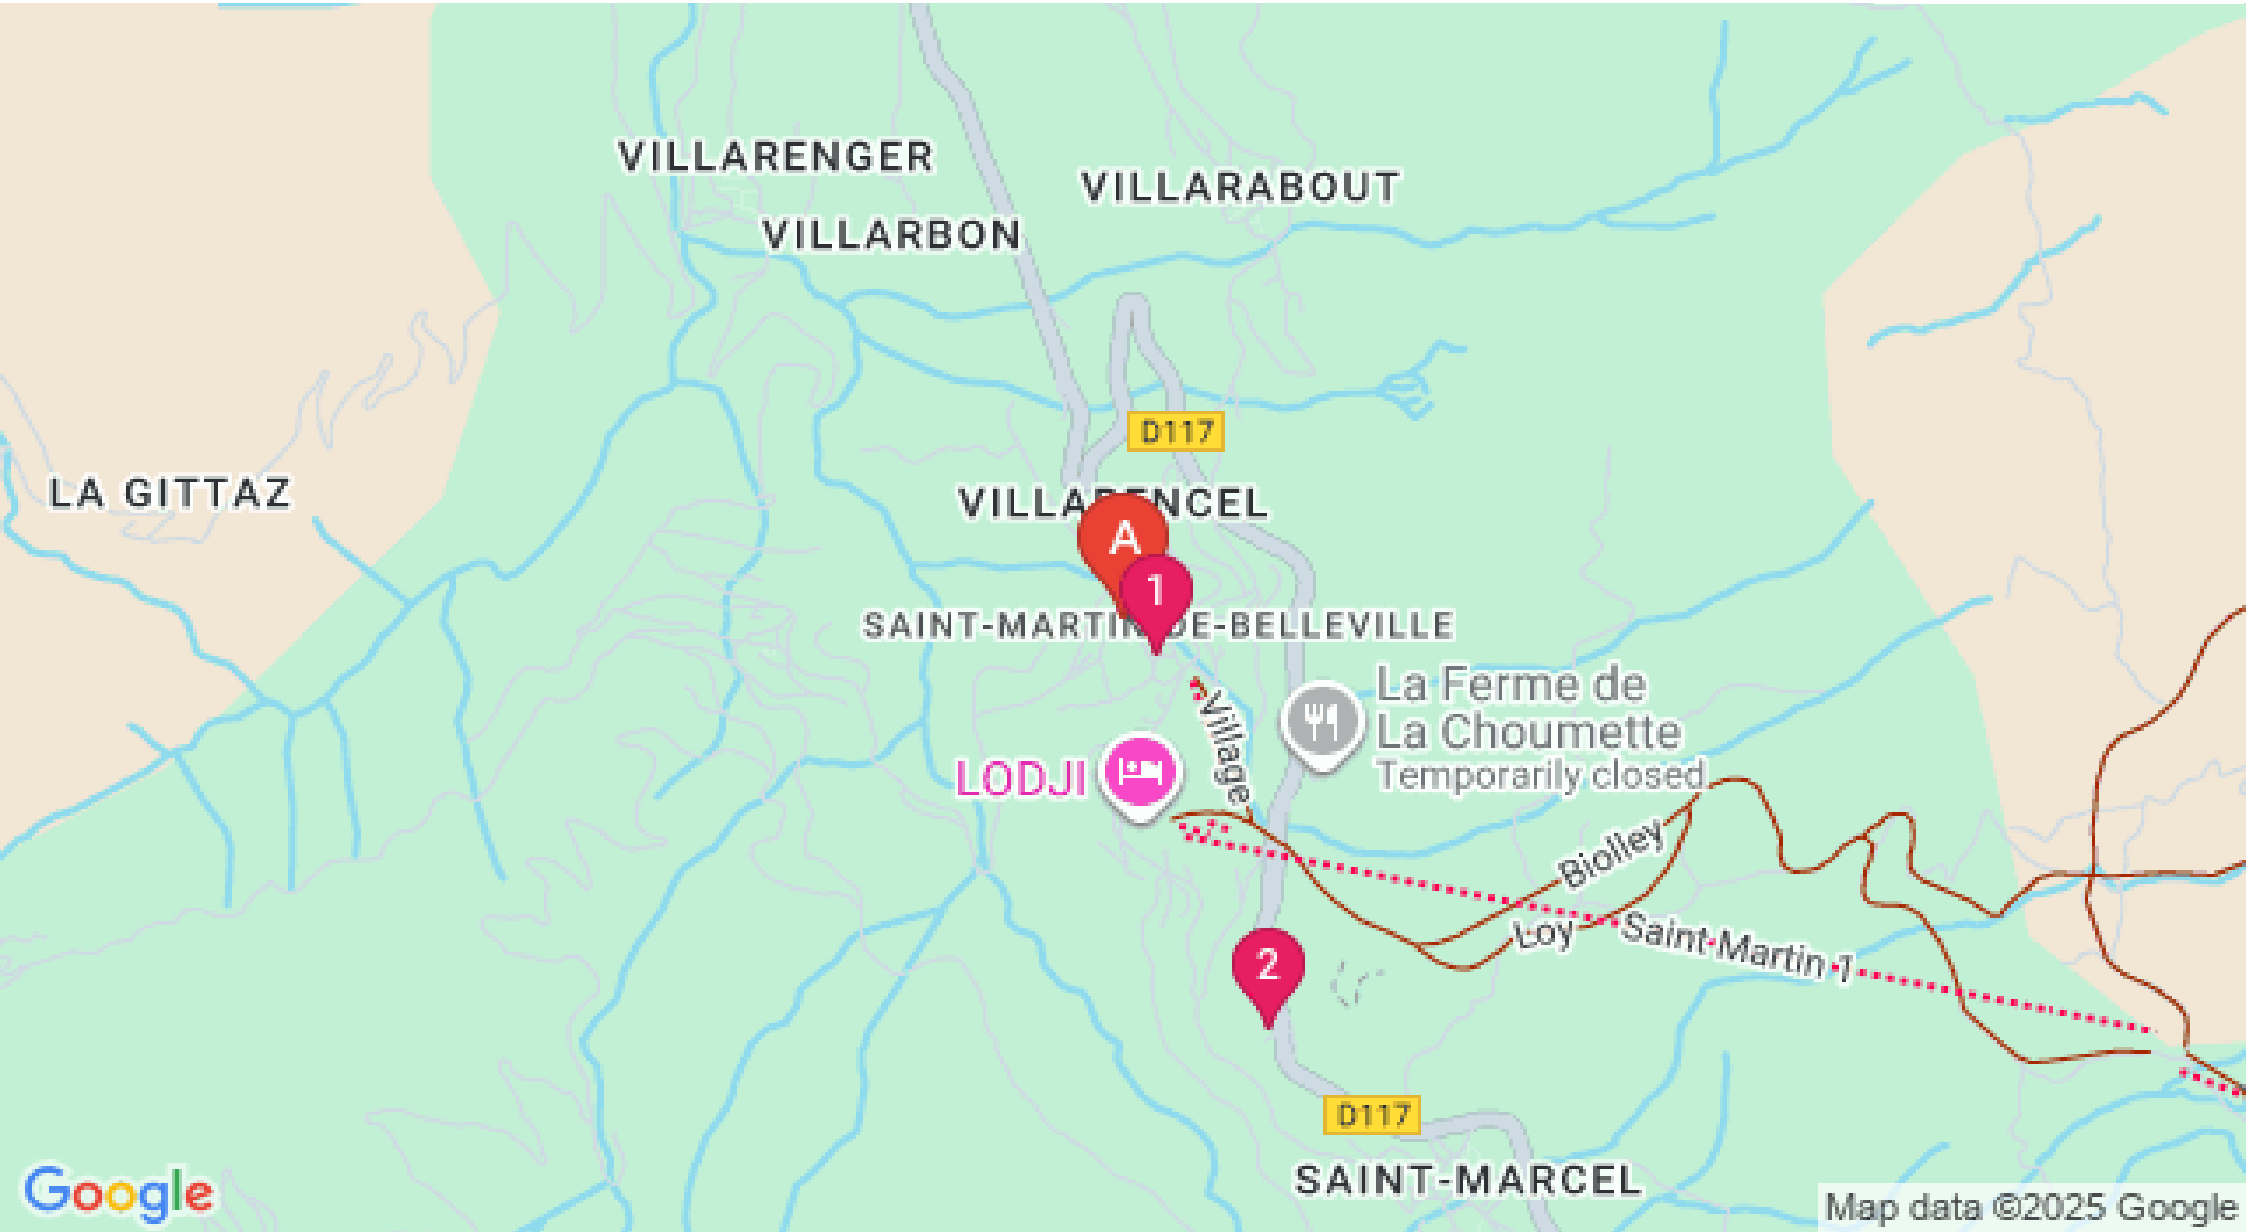 VILLARENGER
VILLARABOUT
VILLARBON
D117
LA GITTAZ
A
1
SAINT-MARTIN-DE-BELLEVILLE
La Ferme de
La Choumette
Temporarily closed
Village
LODJI
Biolley
Loy
Saint-Martin 1
2
D117
SAINT-MARCEL
Google
Map data ©2025 Google